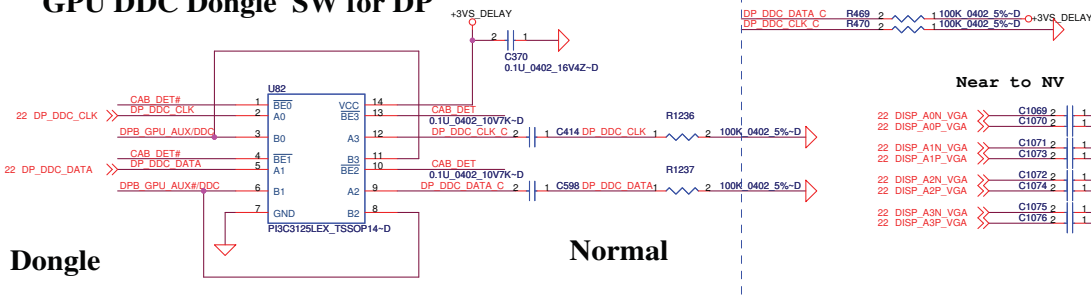 GPU DDC Dongle SW for DP
+3VS_DELAY
2 1
C370
0.1U_0402_16V4Z~D
DP_DDC_DATA_C R469 2 1 100K_0402_5%~D +3VS_DELAY
DP_DDC_CLK_C R470 2 1 100K_0402_5%~D
Near to NV
U82
CAB_DET# 1 BE0 VCC 14
22 DP_DDC_CLK DP_DDC_CLK 2 A0 BE3 13 CAB_DET
0.1U_0402_10V7K~D
DPB_GPU_AUX/DDC 3 B0 A3 12 DP_DDC_CLK_C 2 1 C414 DP_DDC_CLK 1 R1236 2 100K_0402_5%~D
CAB_DET# 4 BE1 B3 11
22 DP_DDC_DATA DP_DDC_DATA 5 A1 BE2 10 CAB_DET
0.1U_0402_10V7K~D
DPB_GPU_AUX#/DDC 6 B1 A2 9 DP_DDC_DATA_C 2 1 C598 DP_DDC_DATA 1 R1237 2 100K_0402_5%~D
7 GND B2 8
PI3C3125LEX_TSSOP14~D
22 DISP_A0N_VGA C1069 2 1
22 DISP_A0P_VGA C1070 2 1
22 DISP_A1N_VGA C1071 2 1
22 DISP_A1P_VGA C1073 2 1
22 DISP_A2N_VGA C1072 2 1
22 DISP_A2P_VGA C1074 2 1
22 DISP_A3N_VGA C1075 2 1
22 DISP_A3P_VGA C1076 2 1
Dongle
Normal